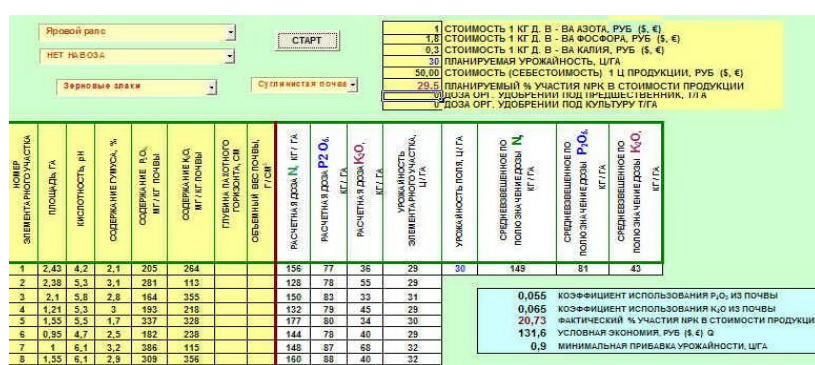 Яровой рапс
НЕТ НАВОЗА
Зерновые злаки
Суглинистая почва
СТАРТ
1 СТОИМОСТЬ 1 КГ Д. В - ВА АЗОТА, РУБ ($, €)
1,8 СТОИМОСТЬ 1 КГ Д. В - ВА ФОСФОРА, РУБ ($, €)
0,3 СТОИМОСТЬ 1 КГ Д. В - ВА КАЛИЯ, РУБ ($, €)
30 ПЛАНИРУЕМАЯ УРОЖАЙНОСТЬ, Ц/ГА
50,00 СТОИМОСТЬ (СЕБЕСТОИМОСТЬ) 1 Ц ПРОДУКЦИИ, РУБ ($, €)
29,5 ПЛАНИРУЕМЫЙ % УЧАСТИЯ NPK В СТОИМОСТИ ПРОДУКЦИИ
0 ДОЗА ОРГ. УДОБРЕНИЙ ПОД ПРЕДШЕСТВЕННИК, Т/ГА
0 ДОЗА ОРГ. УДОБРЕНИЙ ПОД КУЛЬТУРУ Т/ГА
НОМЕР ЭЛЕМЕНТАРНОГО УЧАСТКА
ПЛОЩАДЬ, ГА
КИСЛОТНОСТЬ, pH
СОДЕРЖАНИЕ ГУМУСА, %
СОДЕРЖАНИЕ P₂O₅ МГ / КГ ПОЧВЫ
СОДЕРЖАНИЕ K₂O, МГ / КГ ПОЧВЫ
ГЛУБИНА ПАХОТНОГО ГОРИЗОНТА, СМ
ОБЪЕМНЫЙ ВЕС ПОЧВЫ, Г / СМ³
РАСЧЕТНАЯ ДОЗА N, КГ / ГА
РАСЧЕТНАЯ ДОЗА P2 O5, КГ / ГА
РАСЧЕТНАЯ ДОЗА K₂O, КГ / ГА
УРОЖАЙНОСТЬ ЭЛЕМЕНТАРНОГО УЧАСТКА, Ц / ГА
УРОЖАЙНОСТЬ ПОЛЯ, Ц / ГА
СРЕДНЕВЗВЕШЕННОЕ ПО ПОЛЮ ЗНАЧЕНИЕ ДОЗЫ N, КГ / ГА
СРЕДНЕВЗВЕШЕННОЕ ПО ПОЛЮ ЗНАЧЕНИЕ ДОЗЫ P₂O₅, КГ / ГА
СРЕДНЕВЗВЕШЕННОЕ ПО ПОЛЮ ЗНАЧЕНИЕ ДОЗЫ K₂O, КГ / ГА
1 2,43 4,2 2,1 205 264 156 77 36 29 30 149 81 43
2 2,38 5,3 3,1 281 113 128 78 55 29
3 2,1 5,8 2,8 164 355 150 83 33 31
4 1,21 5,3 3 193 218 132 79 45 29
5 1,55 5,5 1,7 337 328 177 80 34 30
6 0,95 4,7 2,5 182 238 144 78 40 29
7 1 6,1 3,2 386 115 148 87 68 32
8 1,55 6,1 2,9 309 356 160 88 40 32
0,055 КОЭФФИЦИЕНТ ИСПОЛЬЗОВАНИЯ P₂O₅ ИЗ ПОЧВЫ
0,065 КОЭФФИЦИЕНТ ИСПОЛЬЗОВАНИЯ K₂O ИЗ ПОЧВЫ
20,73 ФАКТИЧЕСКИЙ % УЧАСТИЯ NPK В СТОИМОСТИ ПРОДУКЦИ
131,6 УСЛОВНАЯ ЭКОНОМИЯ, РУБ ($, €) Q
0,9 МИНИМАЛЬНАЯ ПРИБАВКА УРОЖАЙНОСТИ, Ц/ГА